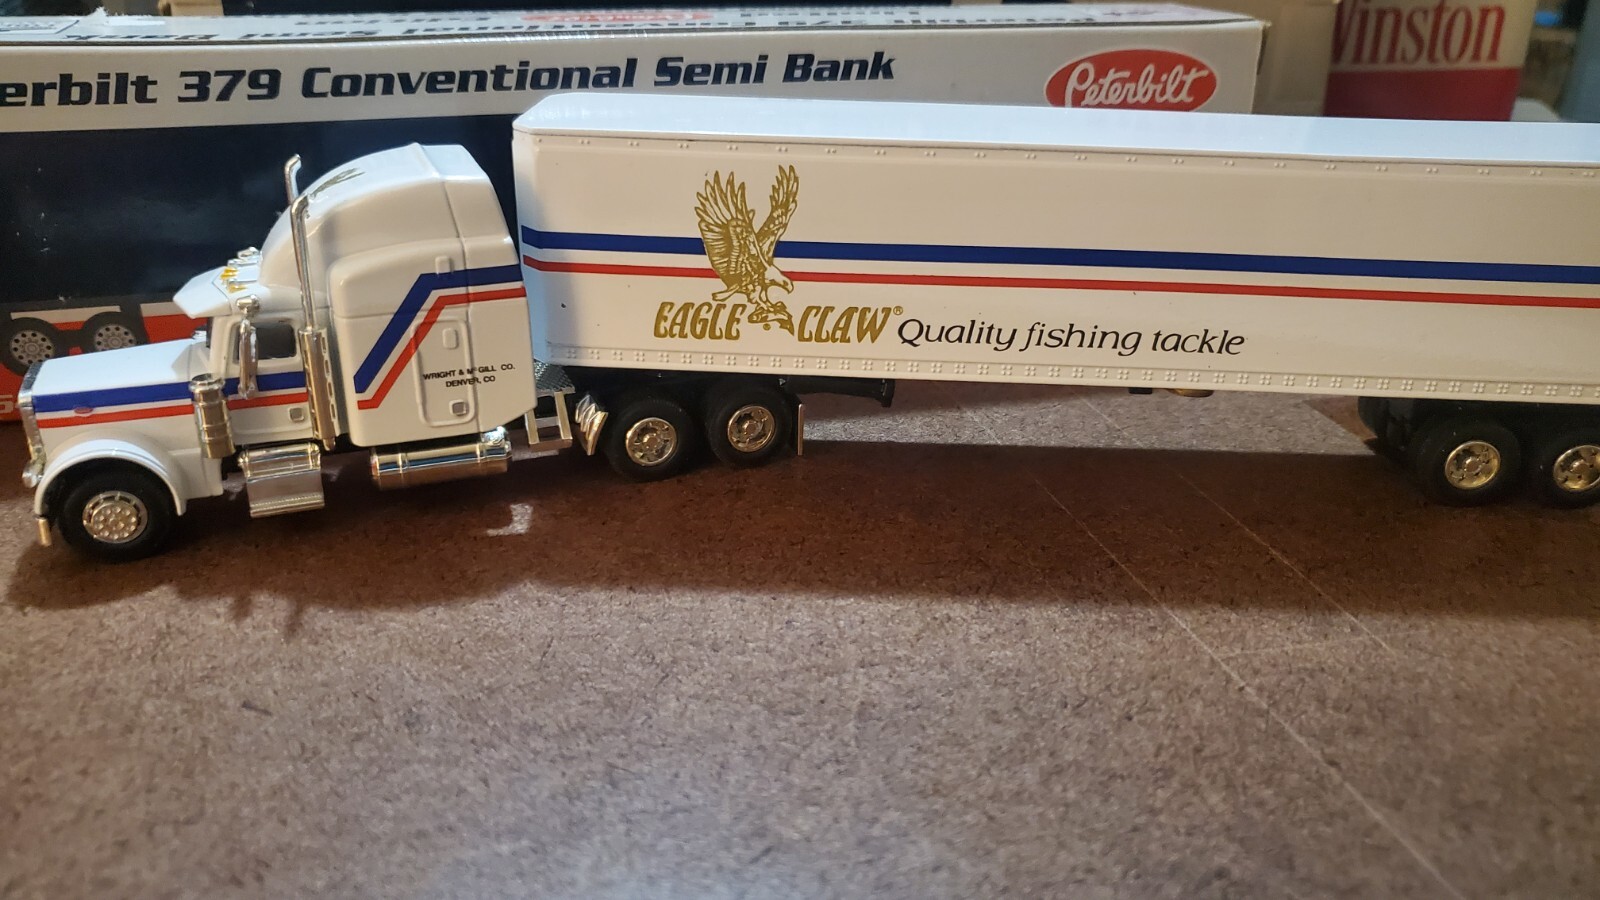 erbilt 379 Conventional Semi Bank
Peterbilt
Winston
EAGLE CLAW® Quality fishing tackle
WRIGHT & McGILL CO.
DENVER, CO